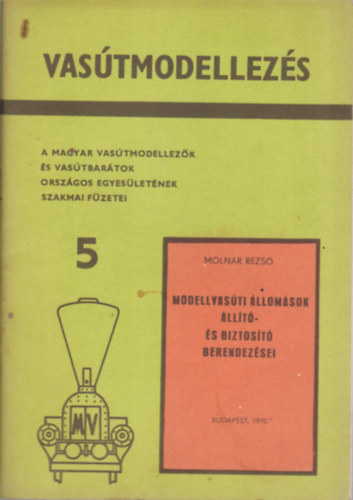 VASÚTMODELLEZÉS
A MAGYAR VASÚTMODELLEZŐK
ÉS VASÚTBARÁTOK
ORSZÁGOS EGYESÜLETÉNEK
SZAKMAI FÜZETEI
5
MOLNÁR REZSŐ
MODELLVASÚTI ÁLLOMÁSOK
ÁLLÍTÓ-
ÉS BIZTOSÍTÓ
BERENDEZÉSEI
BUDAPEST, 1970.
MV